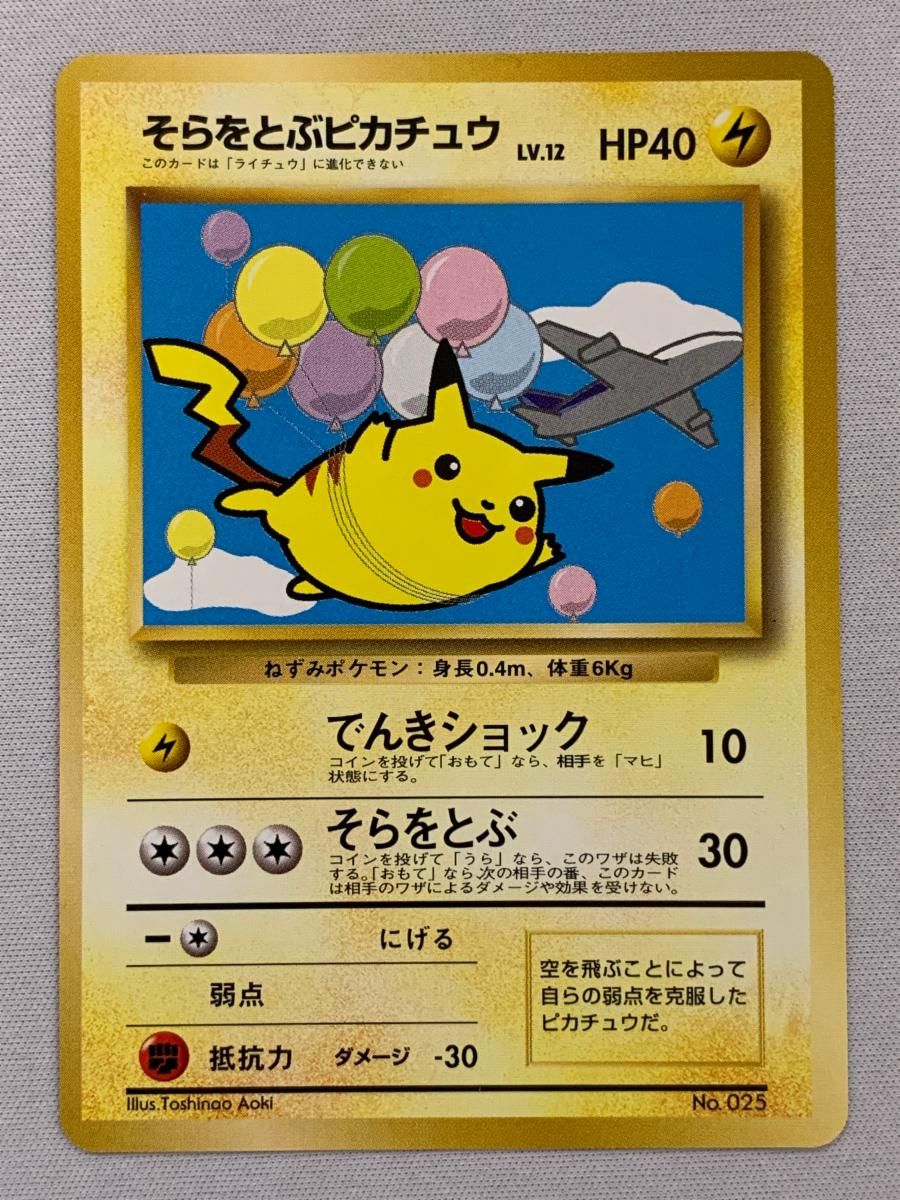 そらをとぶピカチュウ LV.12 HP40
このカードは「ライチュウ」に進化できない
ねずみポケモン：身長0.4m、体重6Kg
でんきショック 10
コインを投げて「おもて」なら、相手を「マヒ」
状態にする。
そらをとぶ 30
コインを投げて「うら」なら、このワザは失敗
する。「おもて」なら、次の相手の番、このカード
は相手のワザによるダメージや効果を受けない。
ー にげる
弱点
抵抗力 ダメージ -30
空を飛ぶことによって
自らの弱点を克服した
ピカチュウだ。
Illus.Toshinao Aoki No.025